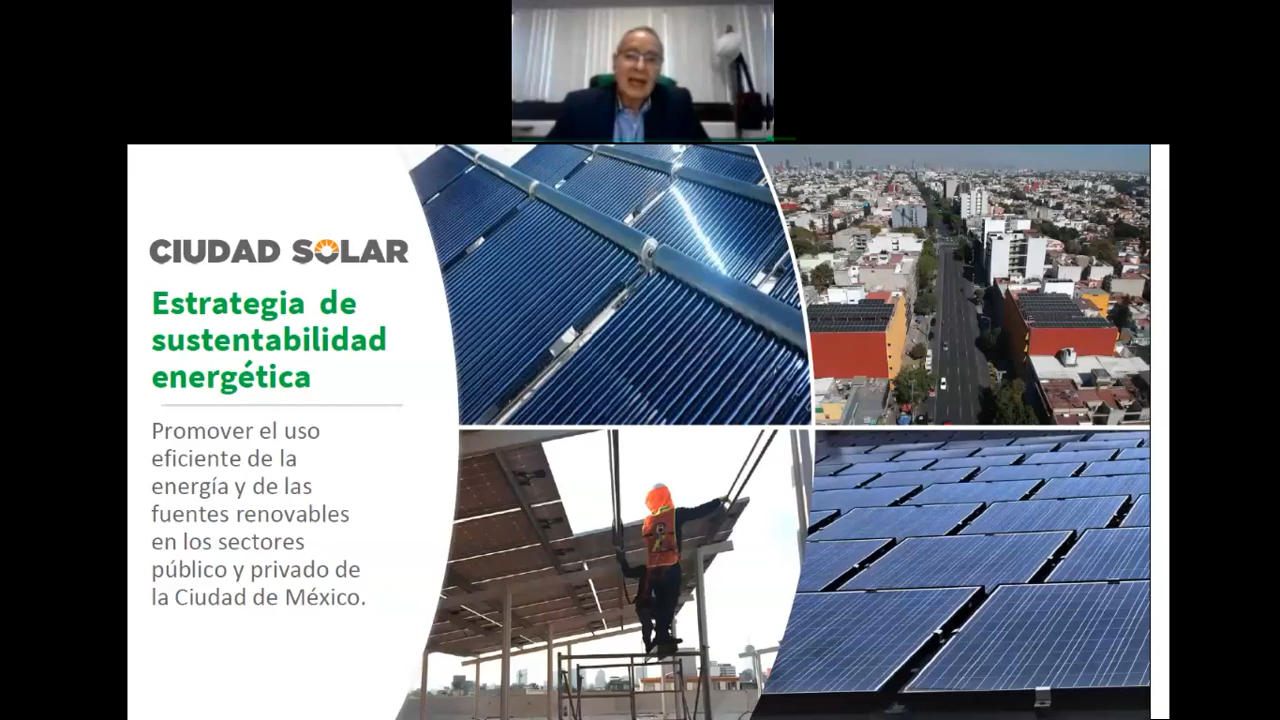 CIUDAD SOLAR
Estrategia de
sustentabilidad
energética
Promover el uso
eficiente de la
energía y de las
fuentes renovables
en los sectores
público y privado de
la Ciudad de México.